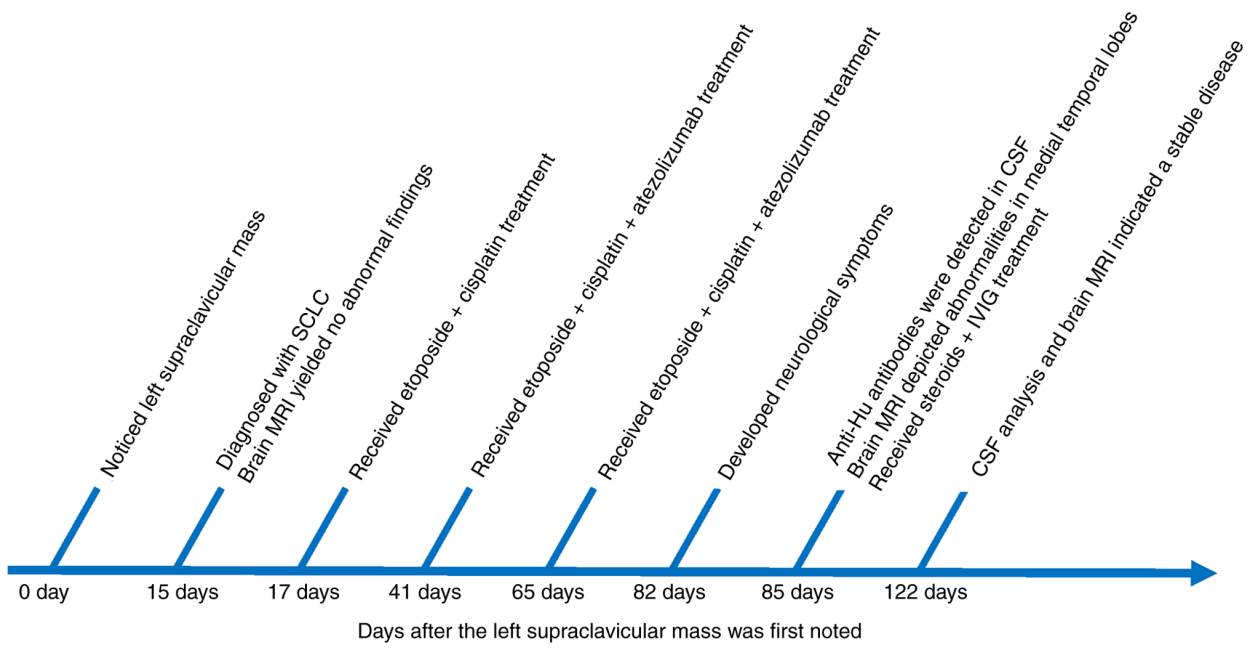 Noticed left supraclavicular mass
Diagnosed with SCLC
Brain MRI yielded no abnormal findings
Received etoposide + cisplatin treatment
Received etoposide + cisplatin + atezolizumab treatment
Received etoposide + cisplatin + atezolizumab treatment
Developed neurological symptoms
Anti-Hu antibodies were detected in CSF
Brain MRI depicted abnormalities in medial temporal lobes
Received steroids + IVIG treatment
CSF analysis and brain MRI indicated a stable disease
0 day
15 days
17 days
41 days
65 days
82 days
85 days
122 days
Days after the left supraclavicular mass was first noted